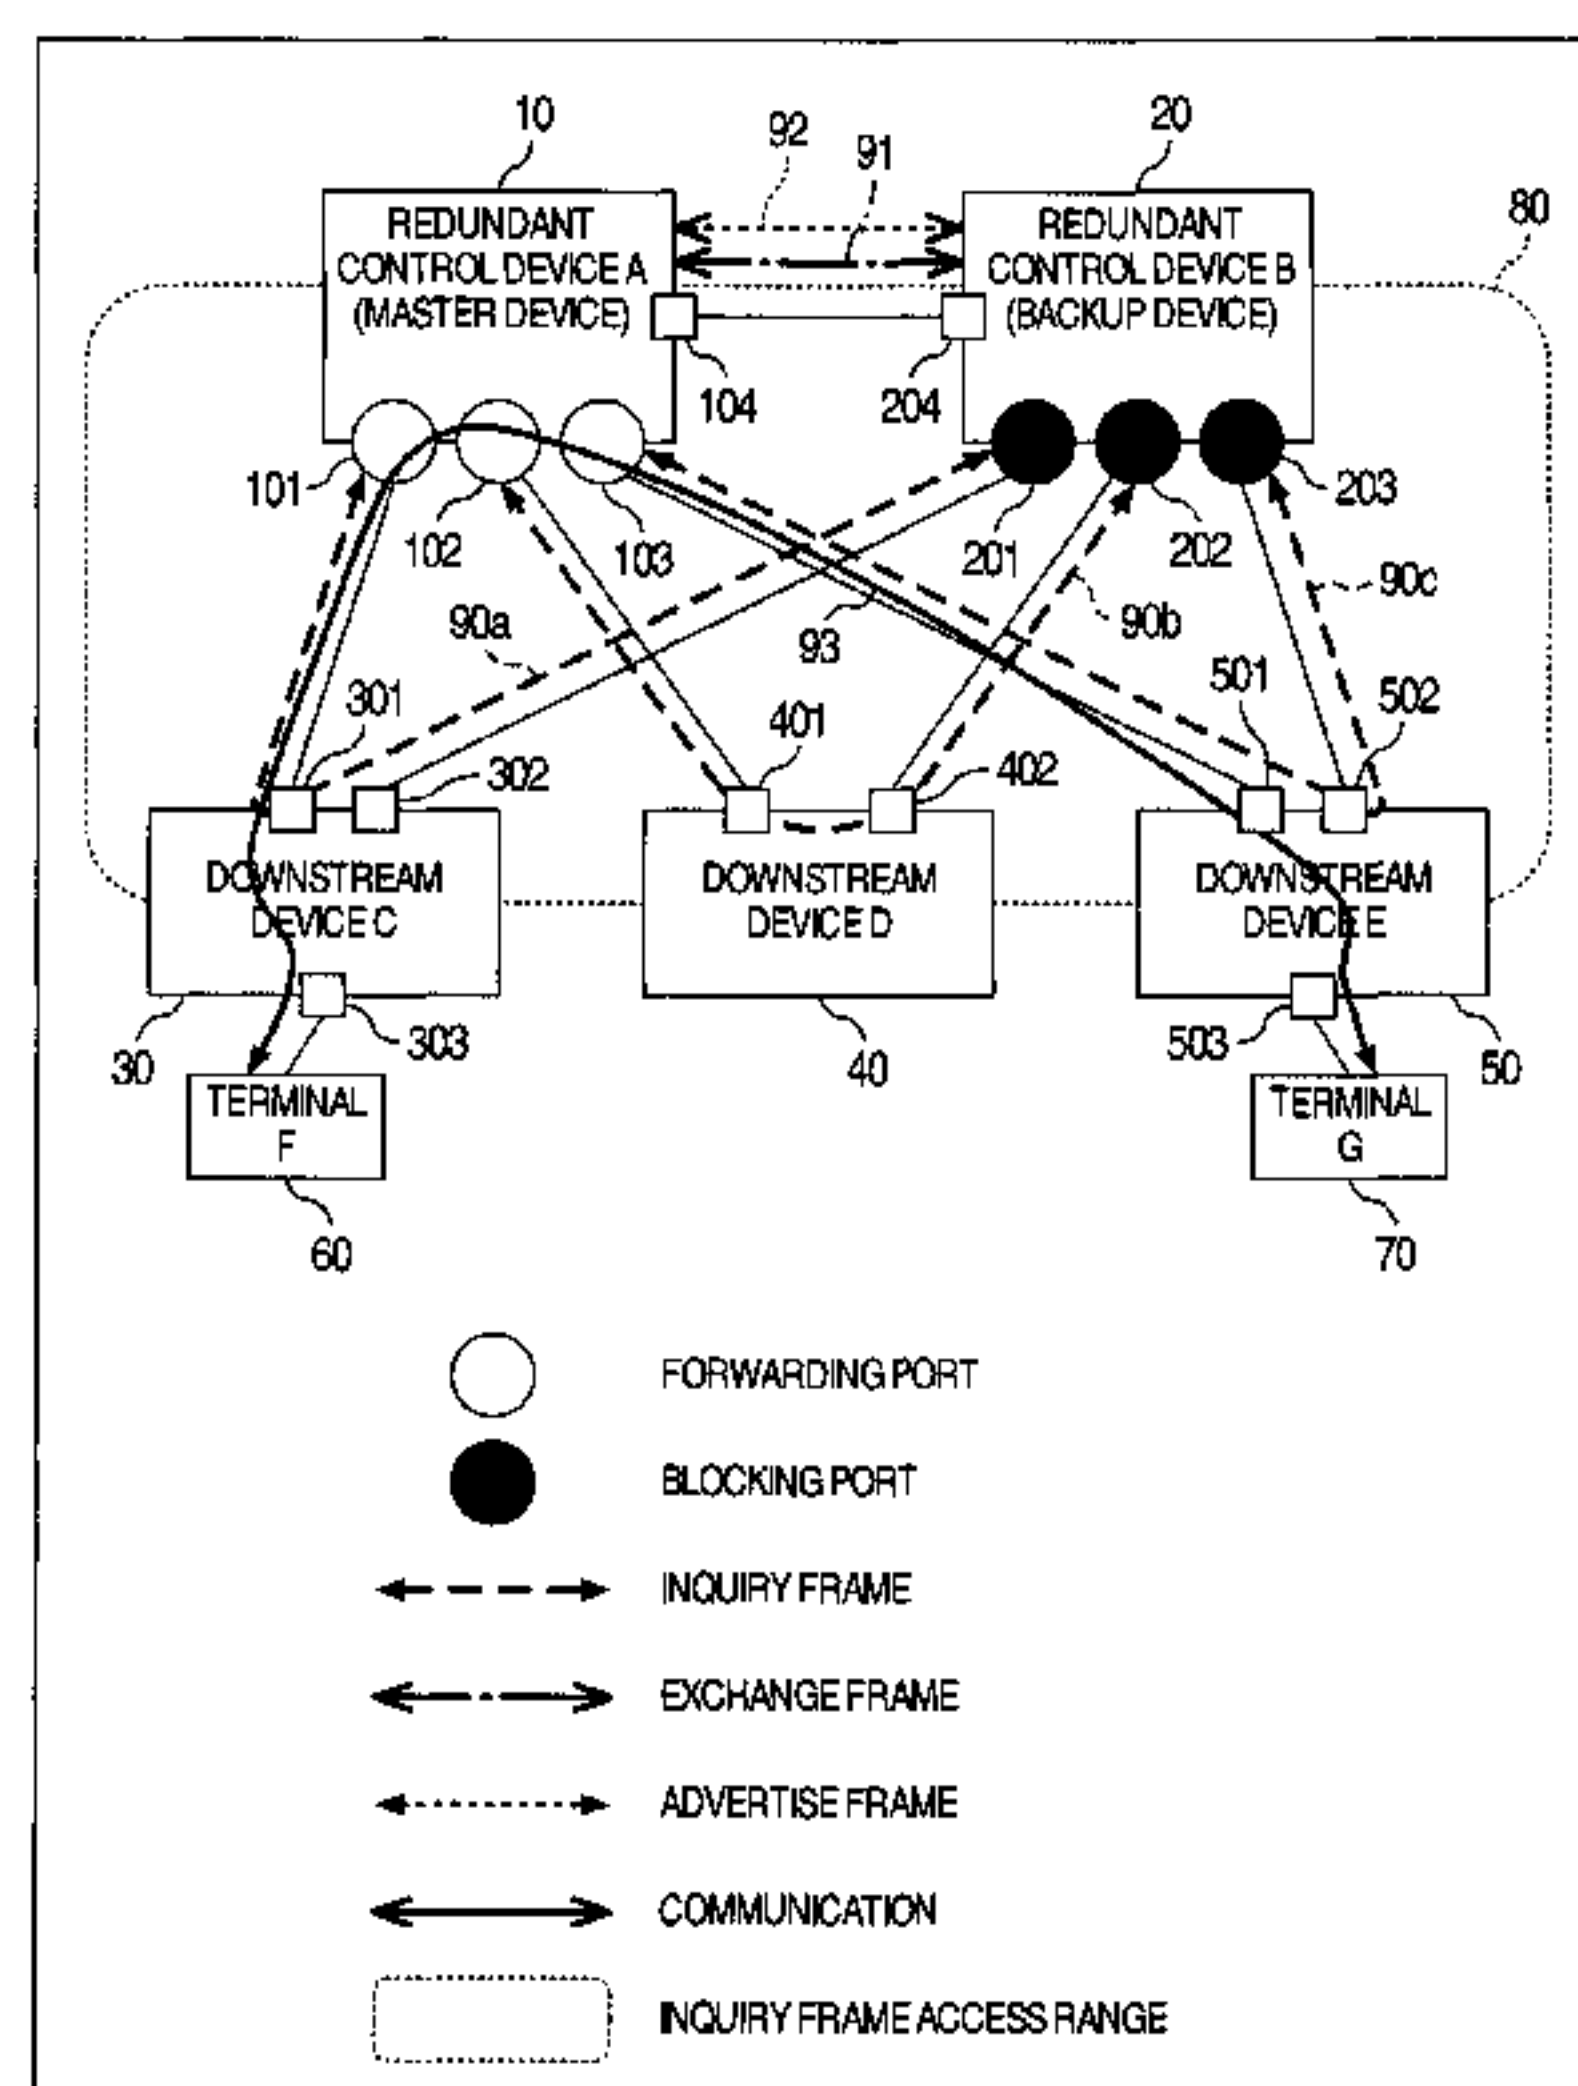 10
92
91
20
80
REDUNDANT
CONTROL DEVICE A
(MASTER DEVICE)
REDUNDANT
CONTROL DEVICE B
(BACKUP DEVICE)
104
204
101
102
103
201
202
203
90a
93
90b
90c
301
302
401
402
501
502
DOWNSTREAM
DEVICE C
DOWNSTREAM
DEVICE D
DOWNSTREAM
DEVICE E
30
303
40
503
50
TERMINAL
F
TERMINAL
G
60
70
FORWARDING PORT
BLOCKING PORT
INQUIRY FRAME
EXCHANGE FRAME
ADVERTISE FRAME
COMMUNICATION
INQUIRY FRAME ACCESS RANGE